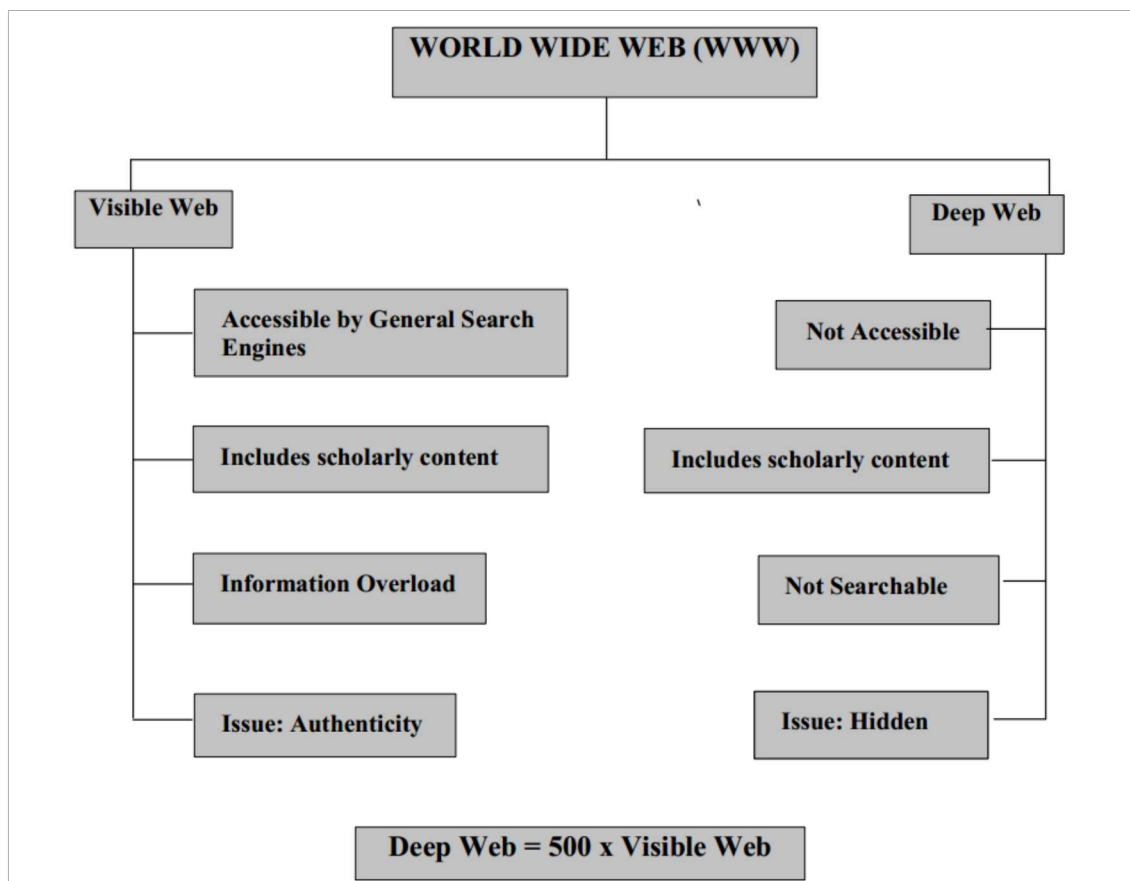 WORLD WIDE WEB (WWW)
Visible Web
Deep Web
Accessible by General Search
Engines
Not Accessible
Includes scholarly content
Includes scholarly content
Information Overload
Not Searchable
Issue: Authenticity
Issue: Hidden
Deep Web = 500 x Visible Web